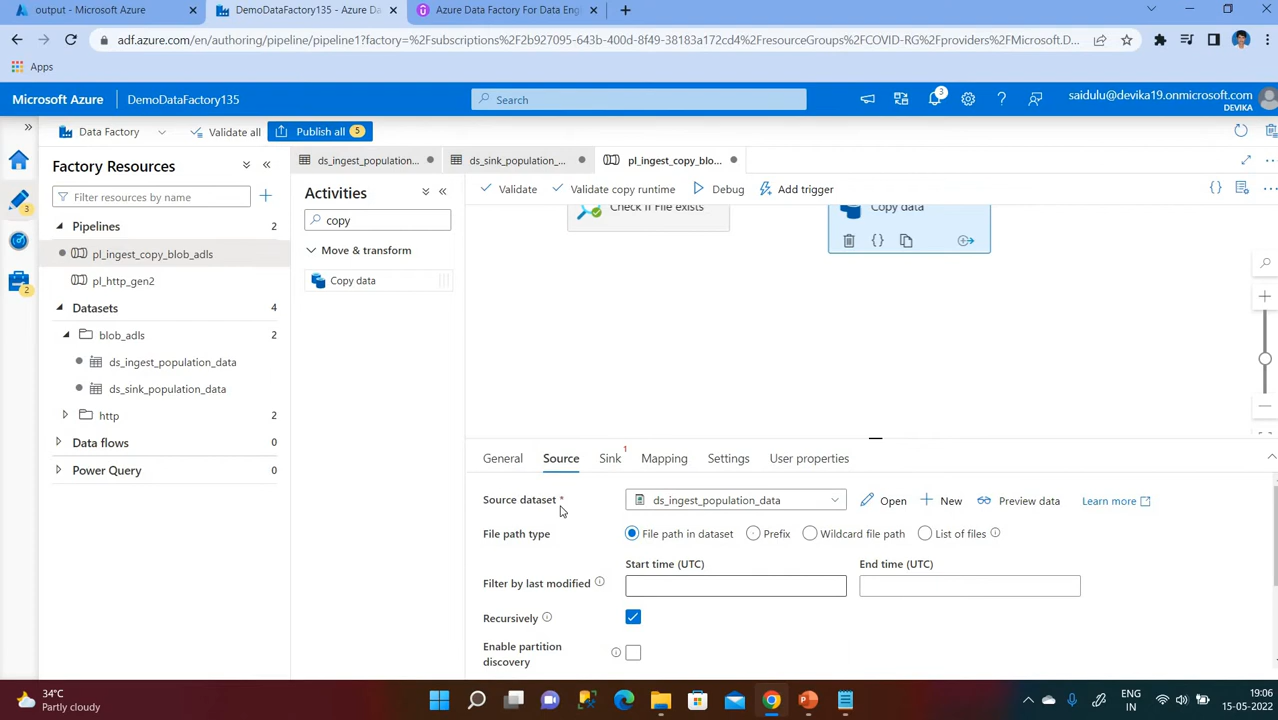 output - Microsoft Azure
DemoDataFactory135 - Azure Da
Azure Data Factory For Data Eng
adf.azure.com/en/authoring/pipeline/pipeline1?factory=%2Fsubscriptions%2F2b927095-643b-400d-8f49-38183a172cd4%2FresourceGroups%2FCOVID-RG%2Fproviders%2FMicrosoft.D...
Apps
Microsoft Azure
DemoDataFactory135
Search
3
saidulu@devika19.onmicrosoft.com
DEVIKA
Data Factory
Validate all
Publish all 5
Factory Resources
ds_ingest_population...
ds_sink_population_...
pl_ingest_copy_blo...
Filter resources by name
Activities
Validate
Validate copy runtime
Debug
Add trigger
3
copy
Check If File exists
Copy data
Pipelines 2
Move & transform
pl_ingest_copy_blob_adls
Copy data
pl_http_gen2
2
Datasets 4
blob_adls 2
ds_ingest_population_data
ds_sink_population_data
http 2
Data flows 0
Power Query 0
General
Source
Sink 1
Mapping
Settings
User properties
Source dataset *
ds_ingest_population_data
Open
New
Preview data
Learn more
File path type
File path in dataset
Prefix
Wildcard file path
List of files
Start time (UTC)
End time (UTC)
Filter by last modified
Recursively
Enable partition
discovery
34°C
Partly cloudy
ENG
IN
19:06
15-05-2022